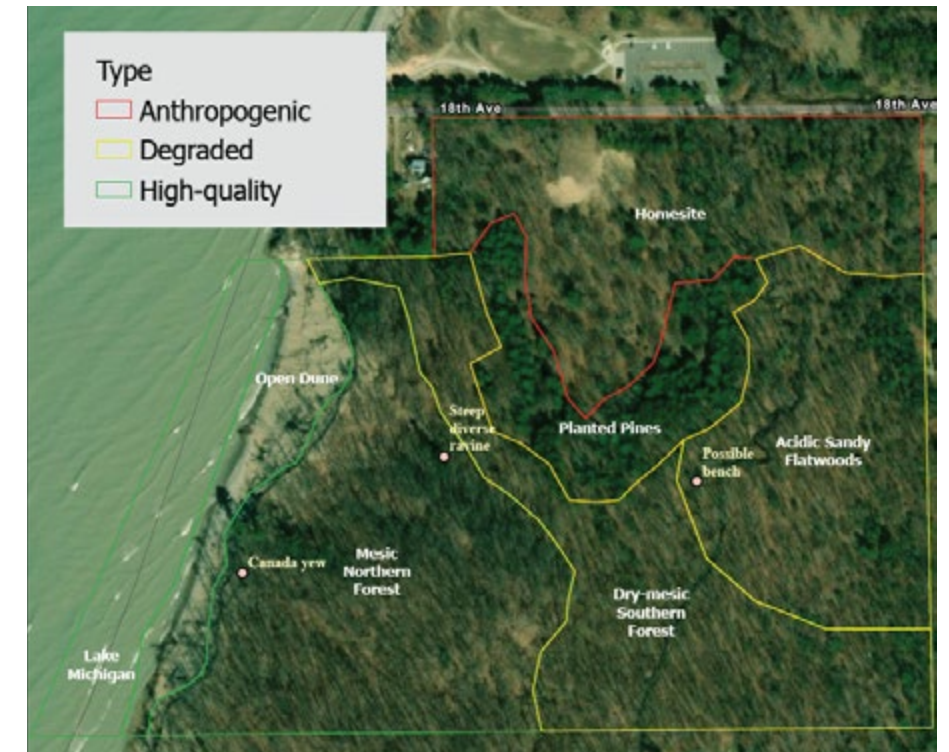 Type
Anthropogenic
Degraded
High-quality
18th Ave
18th Ave
Homesite
Open Dune
Steep
diverse
ravine
Planted Pines
Possible
bench
Acidic Sandy
Flatwoods
Canada yew
Mesic
Northern
Forest
Dry-mesic
Southern
Forest
Lake
Michigan